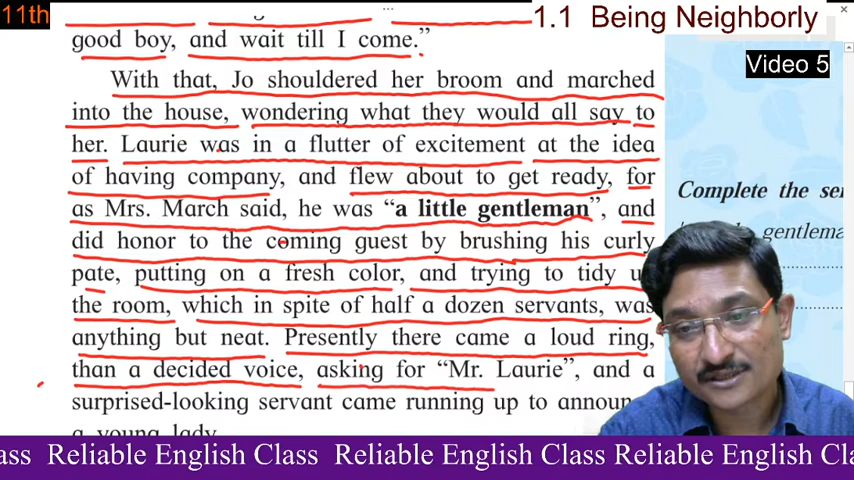 11th
1.1 Being Neighborly
Video 5
good boy, and wait till I come.”
With that, Jo shouldered her broom and marched
into the house, wondering what they would all say to
her. Laurie was in a flutter of excitement at the idea
of having company, and flew about to get ready, for
as Mrs. March said, he was “a little gentleman”, and
did honor to the coming guest by brushing his curly
pate, putting on a fresh color, and trying to tidy
the room, which in spite of half a dozen servants, was
anything but neat. Presently there came a loud ring,
than a decided voice, asking for “Mr. Laurie”, and a
surprised-looking servant came running up to
a young lady
Complete the
gentlema
ass Reliable English Class Reliable English Class Reliable English Cla